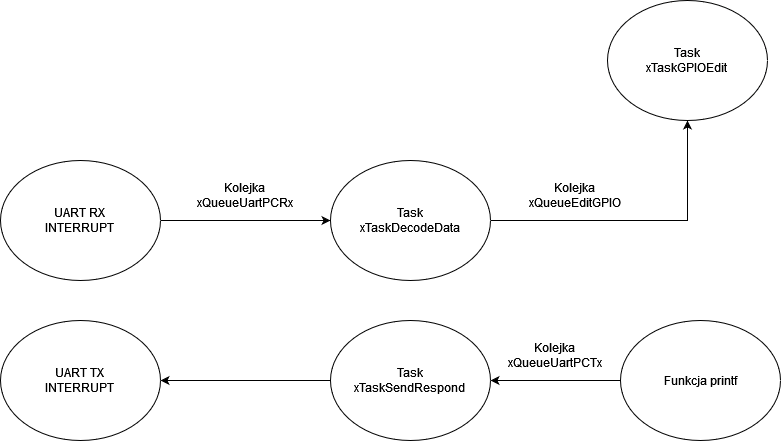 Task
xTaskGPIOEdit
UART RX
INTERRUPT
Kolejka
xQueueUartPCRx
Task
xTaskDecodeData
Kolejka
xQueueEditGPIO
UART TX
INTERRUPT
Task
xTaskSendRespond
Kolejka
xQueueUartPCTx
Funkcja printf